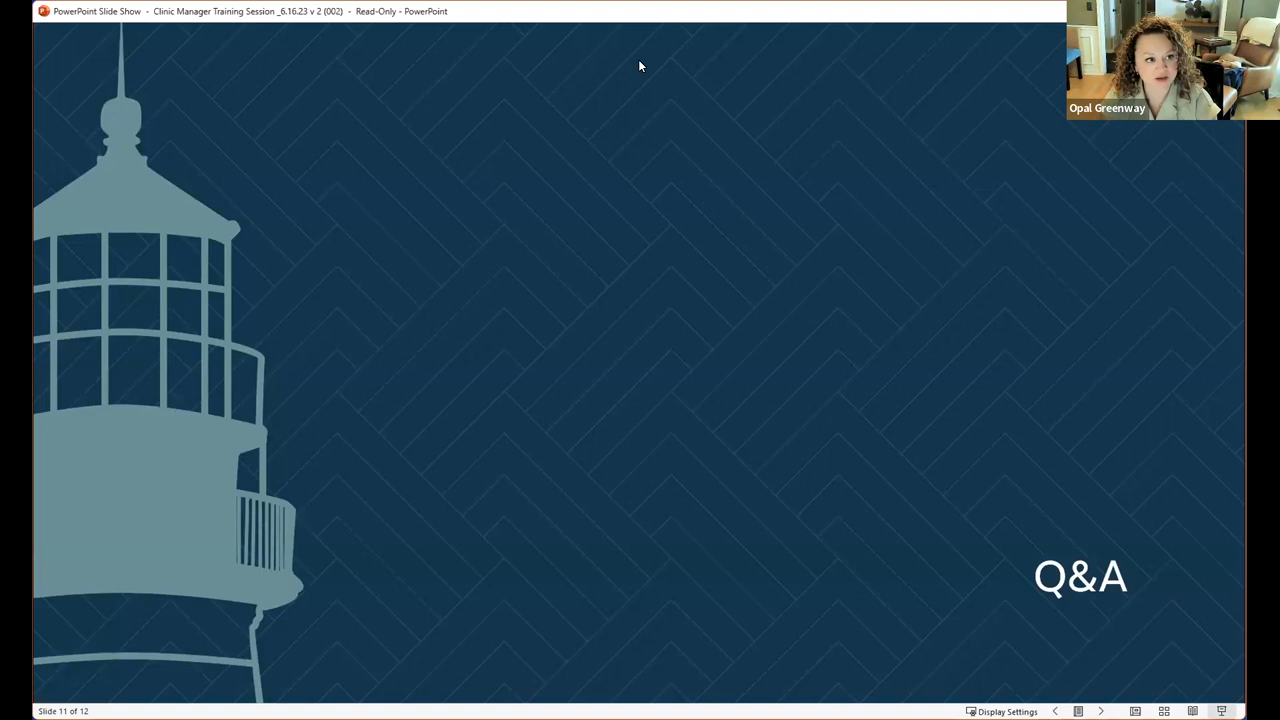 PowerPoint Slide Show - Clinic Manager Training Session _6.16.23 v 2 (002) - Read-Only - PowerPoint
Opal Greenway
Q&A
Slide 11 of 12
Display Settings